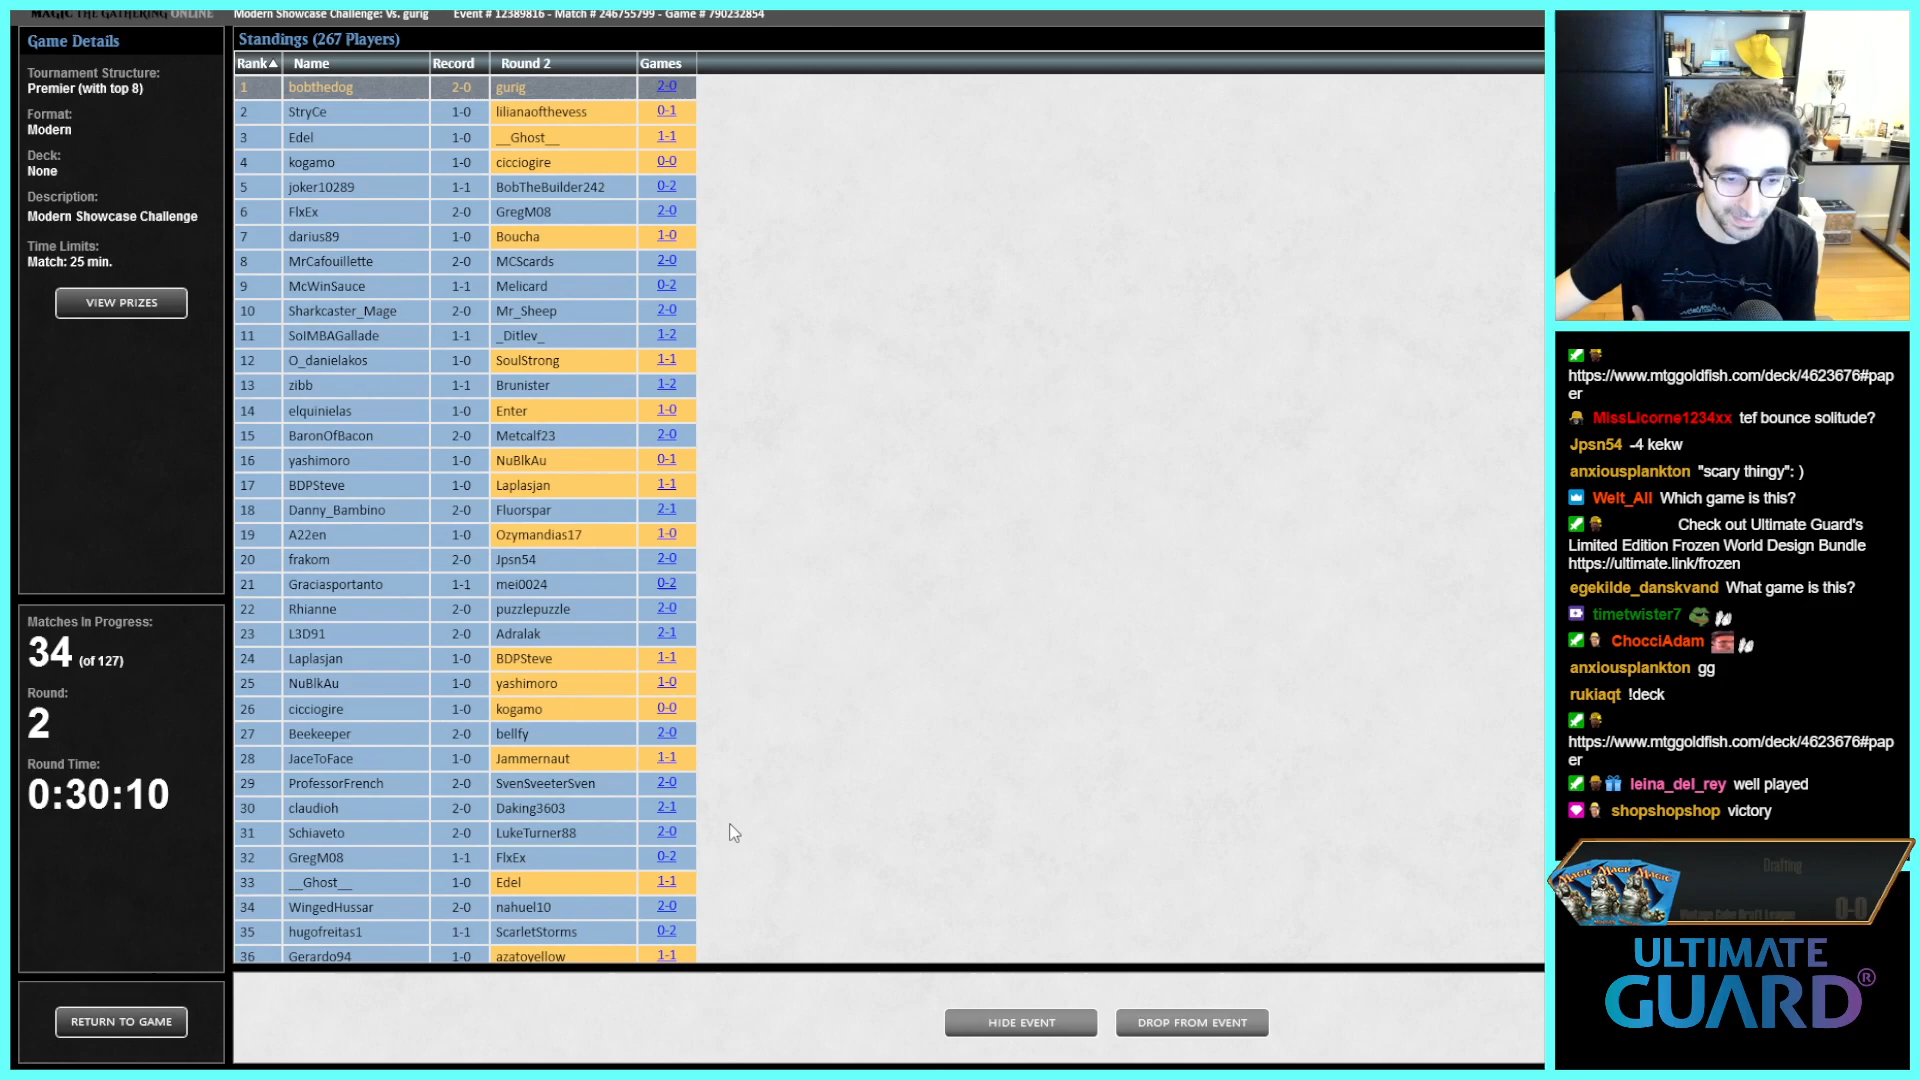 MAGIC THE GATHERING ONLINE
Modern Showcase Challenge: Vs. gurig Event # 12389816 - Match # 246755799 - Game # 790232854
Game Details
Tournament Structure:
Premier (with top 8)
Format:
Modern
Deck:
None
Description:
Modern Showcase Challenge
Time Limits:
Match: 25 min.
VIEW PRIZES
Matches In Progress:
34 (of 127)
Round:
2
Round Time:
0:30:10
RETURN TO GAME
Standings (267 Players)
Rank Name Record Round 2 Games
1 bobthedog 2-0 gurig 2-0
2 StryCe 1-0 lilianaofthevess 0-1
3 Edel 1-0 __Ghost__ 1-1
4 kogamo 1-0 cicciogire 0-0
5 joker10289 1-1 BobTheBuilder242 0-2
6 FlxEx 2-0 GregM08 2-0
7 darius89 1-0 Boucha 1-0
8 MrCafouillette 2-0 MCScards 2-0
9 McWinSauce 1-1 Melicard 0-2
10 Sharkcaster_Mage 2-0 Mr_Sheep 2-0
11 SoIMBAGallade 1-1 _Ditlev_ 1-2
12 O_danielakos 1-0 SoulStrong 1-1
13 zibb 1-1 Brunister 1-2
14 elquinielas 1-0 Enter 1-0
15 BaronOfBacon 2-0 Metcalf23 2-0
16 yashimoro 1-0 NuBlkAu 0-1
17 BDPSteve 1-0 Laplasjan 1-1
18 Danny_Bambino 2-0 Fluorspar 2-1
19 A22en 1-0 Ozymandias17 1-0
20 frakom 2-0 Jpsn54 2-0
21 Graciasportanto 1-1 mei0024 0-2
22 Rhianne 2-0 puzzlepuzzle 2-0
23 L3D91 2-0 Adralak 2-1
24 Laplasjan 1-0 BDPSteve 1-1
25 NuBlkAu 1-0 yashimoro 1-0
26 cicciogire 1-0 kogamo 0-0
27 Beekeeper 2-0 bellfy 2-0
28 JaceToFace 1-0 Jammernaut 1-1
29 ProfessorFrench 2-0 SvenSveeterSven 2-0
30 claudioh 2-0 Daking3603 2-1
31 Schiaveto 2-0 LukeTurner88 2-0
32 GregM08 1-1 FlxEx 0-2
33 __Ghost__ 1-0 Edel 1-1
34 WingedHussar 2-0 nahuel10 2-0
35 hugofreitas1 1-1 ScarletStorms 0-2
36 Gerardo94 1-0 azatoyellow 1-1
HIDE EVENT DROP FROM EVENT
https://www.mtggoldfish.com/deck/4623676#pap
er
MissLicorne1234xx tef bounce solitude?
Jpsn54 -4 kekw
anxiousplankton "scary thingy": )
Welt_All Which game is this?
Check out Ultimate Guard's
Limited Edition Frozen World Design Bundle
https://ultimate.link/frozen
egekilde_danskvand What game is this?
timetwister7
ChocciAdam
anxiousplankton gg
rukiaqt !deck
https://www.mtggoldfish.com/deck/4623676#pap
er
leina_del_rey well played
shopshopshop victory
Drafting
Vintage Cube Draft League 0-0
MAGIC MAGIC MAGIC
ULTIMATE
GUARD®